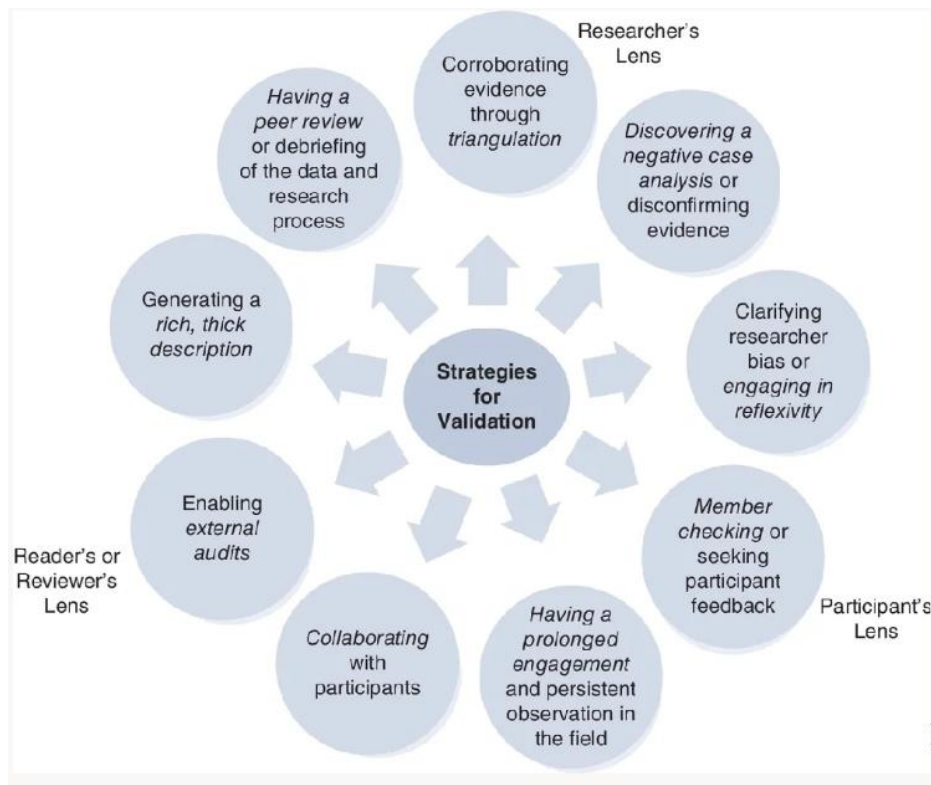 Researcher's
Lens
Corroborating
evidence
through
triangulation
Discovering a
negative case
analysis or
disconfirming
evidence
Clarifying
researcher
bias or
engaging in
reflexivity
Member
checking or
seeking
participant
feedback
Participant's
Lens
Having a
prolonged
engagement
and persistent
observation in
the field
Collaborating
with
participants
Enabling
external
audits
Reader's or
Reviewer's
Lens
Generating a
rich, thick
description
Having a
peer review
or debriefing
of the data and
research
process
Strategies
for
Validation